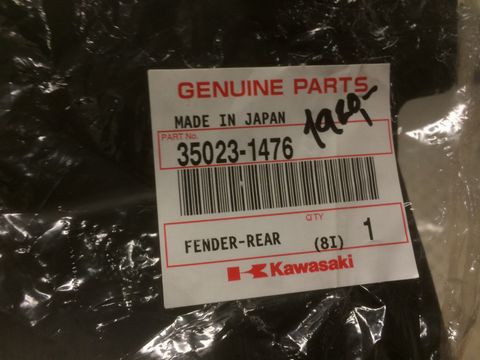 GENUINE PARTS
MADE IN JAPAN
PART No.
35023-1476
QTY
FENDER-REAR (8I) 1
Kawasaki